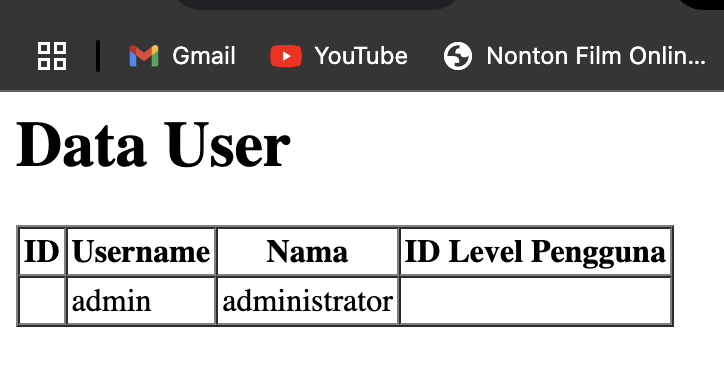 Gmail YouTube Nonton Film Onlin...
Data User
ID Username Nama ID Level Pengguna
admin administrator